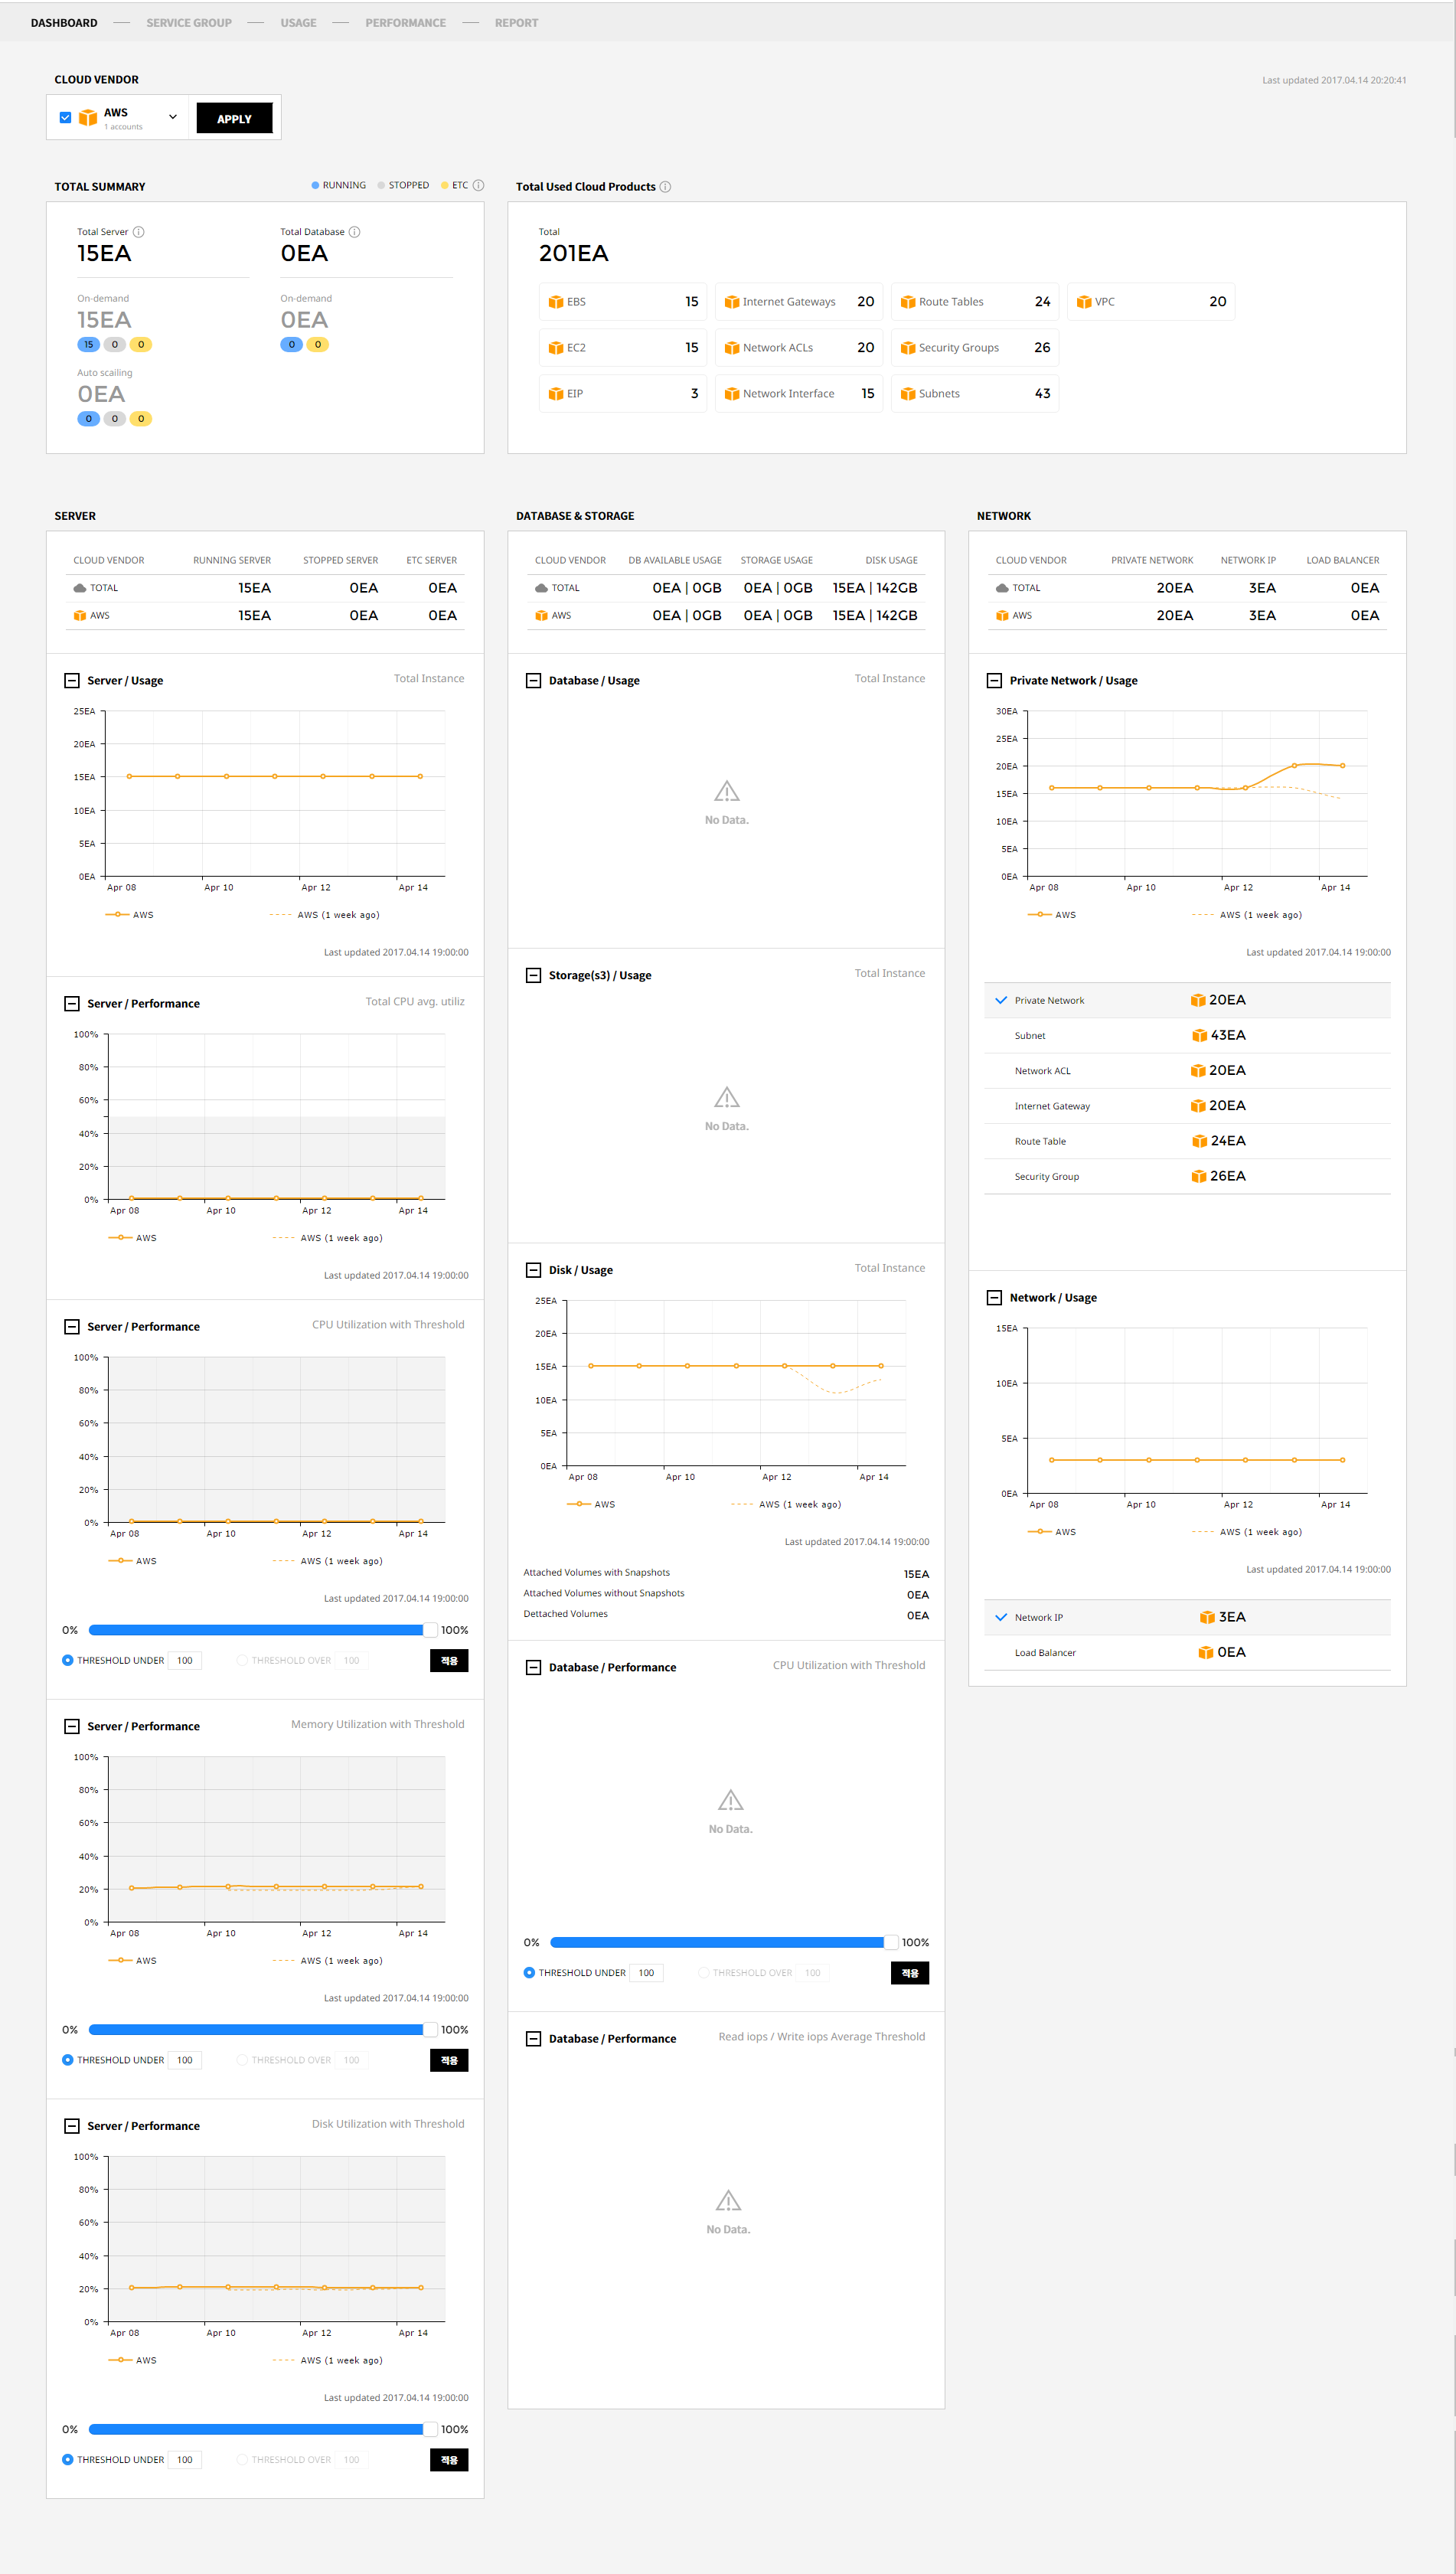 DASHBOARD — SERVICE GROUP — USAGE — PERFORMANCE — REPORT
CLOUD VENDOR
Last updated 2017.04.14 20:20:41
AWS
1 accounts
APPLY
TOTAL SUMMARY
RUNNING STOPPED ETC
Total Server
15EA
Total Database
0EA
On-demand
15EA
15 0 0
On-demand
0EA
0 0
Auto scailing
0EA
0 0 0
Total Used Cloud Products
Total
201EA
EBS 15 Internet Gateways 20 Route Tables 24 VPC 20
EC2 15 Network ACLs 20 Security Groups 26
EIP 3 Network Interface 15 Subnets 43
SERVER
CLOUD VENDOR RUNNING SERVER STOPPED SERVER ETC SERVER
TOTAL 15EA 0EA 0EA
AWS 15EA 0EA 0EA
Server / Usage Total Instance
25EA
20EA
15EA
10EA
5EA
0EA
Apr 08 Apr 10 Apr 12 Apr 14
AWS AWS (1 week ago)
Last updated 2017.04.14 19:00:00
Server / Performance Total CPU avg. utiliz
100%
80%
60%
40%
20%
0%
Apr 08 Apr 10 Apr 12 Apr 14
AWS AWS (1 week ago)
Last updated 2017.04.14 19:00:00
Server / Performance CPU Utilization with Threshold
100%
80%
60%
40%
20%
0%
Apr 08 Apr 10 Apr 12 Apr 14
AWS AWS (1 week ago)
Last updated 2017.04.14 19:00:00
0% 100%
THRESHOLD UNDER 100 THRESHOLD OVER 100 적용
Server / Performance Memory Utilization with Threshold
100%
80%
60%
40%
20%
0%
Apr 08 Apr 10 Apr 12 Apr 14
AWS AWS (1 week ago)
Last updated 2017.04.14 19:00:00
0% 100%
THRESHOLD UNDER 100 THRESHOLD OVER 100 적용
Server / Performance Disk Utilization with Threshold
100%
80%
60%
40%
20%
0%
Apr 08 Apr 10 Apr 12 Apr 14
AWS AWS (1 week ago)
Last updated 2017.04.14 19:00:00
0% 100%
THRESHOLD UNDER 100 THRESHOLD OVER 100 적용
DATABASE & STORAGE
CLOUD VENDOR DB AVAILABLE USAGE STORAGE USAGE DISK USAGE
TOTAL 0EA | 0GB 0EA | 0GB 15EA | 142GB
AWS 0EA | 0GB 0EA | 0GB 15EA | 142GB
Database / Usage Total Instance
No Data.
Storage(s3) / Usage Total Instance
No Data.
Disk / Usage Total Instance
25EA
20EA
15EA
10EA
5EA
0EA
Apr 08 Apr 10 Apr 12 Apr 14
AWS AWS (1 week ago)
Last updated 2017.04.14 19:00:00
Attached Volumes with Snapshots 15EA
Attached Volumes without Snapshots 0EA
Dettached Volumes 0EA
Database / Performance CPU Utilization with Threshold
No Data.
0% 100%
THRESHOLD UNDER 100 THRESHOLD OVER 100 적용
Database / Performance Read iops / Write iops Average Threshold
No Data.
NETWORK
CLOUD VENDOR PRIVATE NETWORK NETWORK IP LOAD BALANCER
TOTAL 20EA 3EA 0EA
AWS 20EA 3EA 0EA
Private Network / Usage
30EA
25EA
20EA
15EA
10EA
5EA
0EA
Apr 08 Apr 10 Apr 12 Apr 14
AWS AWS (1 week ago)
Last updated 2017.04.14 19:00:00
Private Network 20EA
Subnet 43EA
Network ACL 20EA
Internet Gateway 20EA
Route Table 24EA
Security Group 26EA
Network / Usage
15EA
10EA
5EA
0EA
Apr 08 Apr 10 Apr 12 Apr 14
AWS AWS (1 week ago)
Last updated 2017.04.14 19:00:00
Network IP 3EA
Load Balancer 0EA